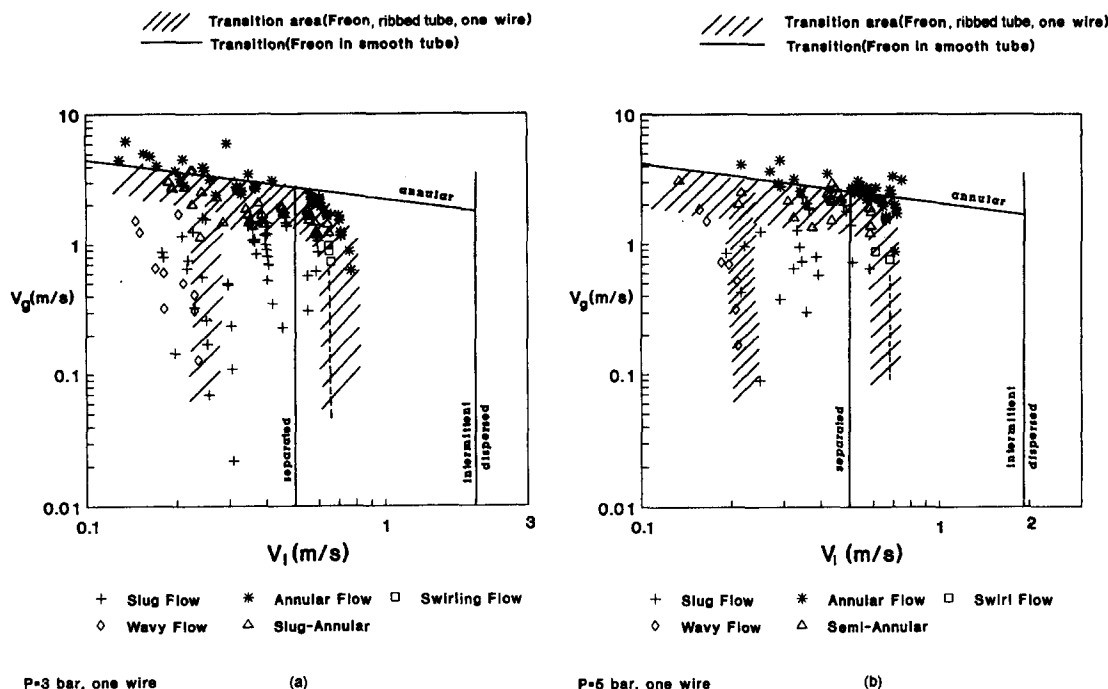 Transition area(Freon, ribbed tube, one wire)
Transition(Freon in smooth tube)
10
1
0.1
0.01
Vg(m/s)
annular
separated
intermittent
dispersed
0.1
1
3
Vl(m/s)
+ Slug Flow
✳ Annular Flow
□ Swirling Flow
◇ Wavy Flow
△ Slug-Annular
P=3 bar, one wire
(a)
Transition area(Freon, ribbed tube, one wire)
Transition(Freon in smooth tube)
10
1
0.1
0.01
Vg(m/s)
annular
separated
intermittent
dispersed
0.1
1
2
Vl(m/s)
+ Slug Flow
✳ Annular Flow
□ Swirl Flow
◇ Wavy Flow
△ Semi-Annular
P=5 bar, one wire
(b)